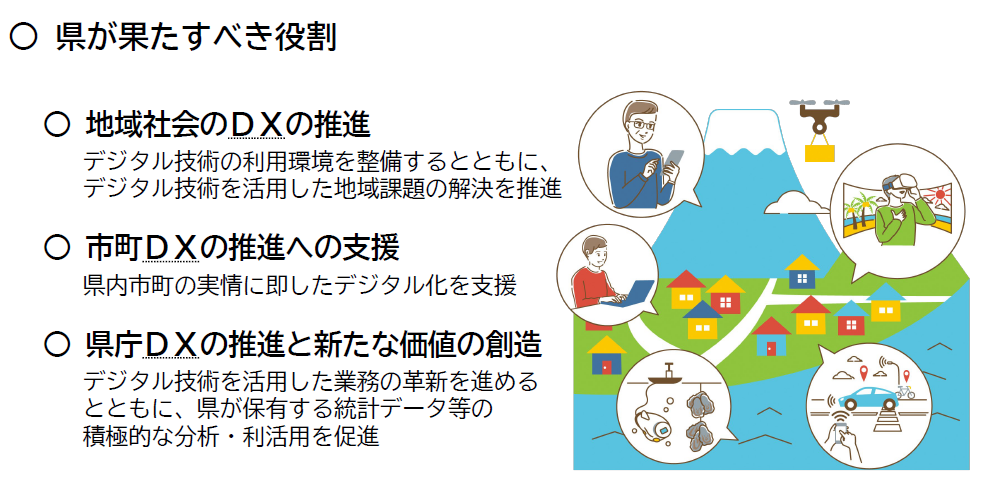 ○ 県が果たすべき役割
○ 地域社会のＤＸの推進
デジタル技術の利用環境を整備するとともに、
デジタル技術を活用した地域課題の解決を推進
○ 市町ＤＸの推進への支援
県内市町の実情に即したデジタル化を支援
○ 県庁ＤＸの推進と新たな価値の創造
デジタル技術を活用した業務の革新を進める
とともに、県が保有する統計データ等の
積極的な分析・利活用を促進